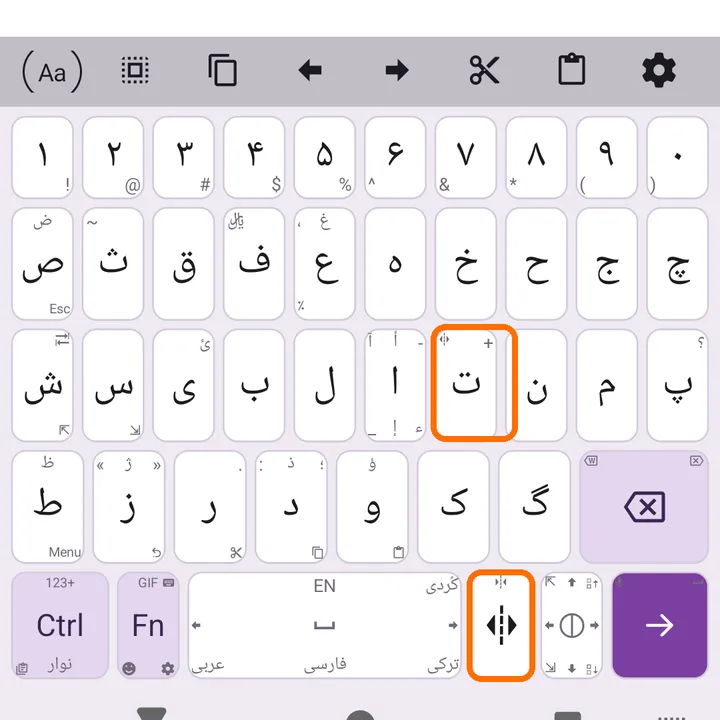 (Aa)
۱ ۲ ۳ ۴ ۵ ۶ ۷ ۸ ۹ ۰
! @ # $ % ^ & * ( )
ض ~ ﷼ ، غ
ص ث ق ف ع ه خ ح ج چ
Esc ٪
ئ آ أ - + ؟
ش س ی ب ل ا ت ن م پ
_ إ ء
ظ « ژ » . : ذ ؛ ؤ
ط ز ر د و ک گ
Menu
123+ GIF EN کُردی
Ctrl Fn
نوار عربی فارسی ترکی